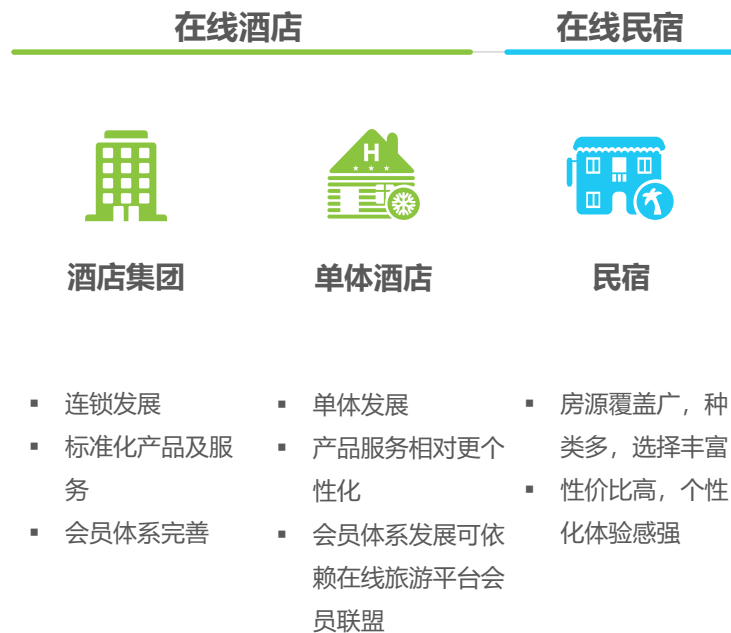 在线酒店
在线民宿
H
酒店集团
单体酒店
民宿
▪ 连锁发展
▪ 标准化产品及服
务
▪ 会员体系完善
▪ 单体发展
▪ 产品服务相对更个
性化
▪ 会员体系发展可依
赖在线旅游平台会
员联盟
▪ 房源覆盖广，种
类多，选择丰富
▪ 性价比高，个性
化体验感强